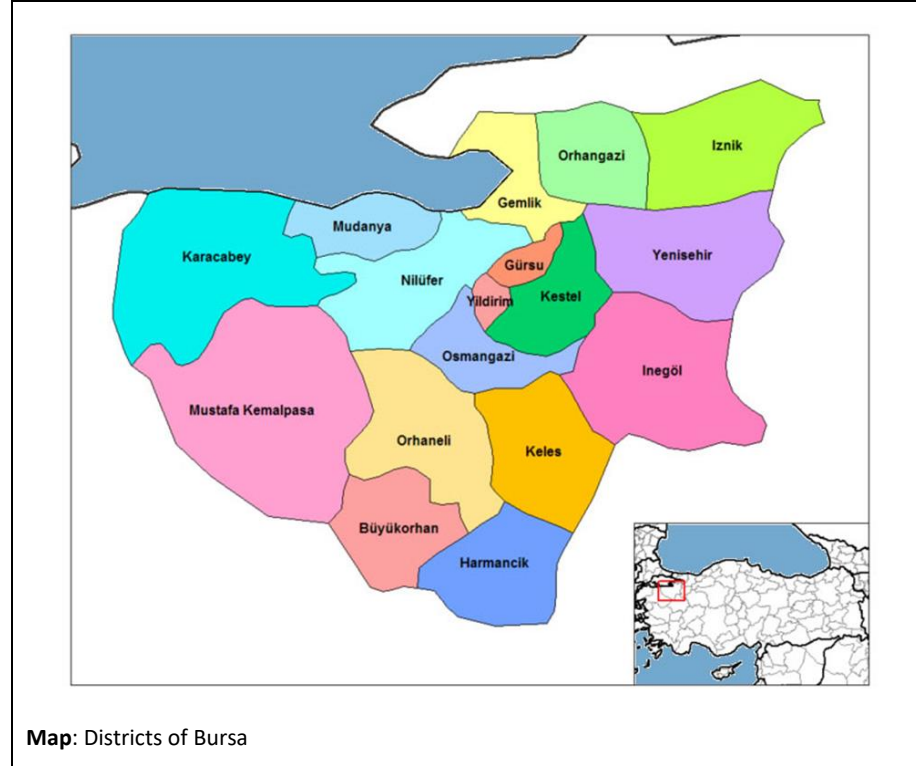 Iznik
Orhangazi
Gemlik
Mudanya
Karacabey
Yenisehir
Gürsu
Nilüfer
Kestel
Yildirim
Osmangazi
Inegöl
Mustafa Kemalpasa
Orhaneli
Keles
Büyükorhan
Harmancik
Map: Districts of Bursa